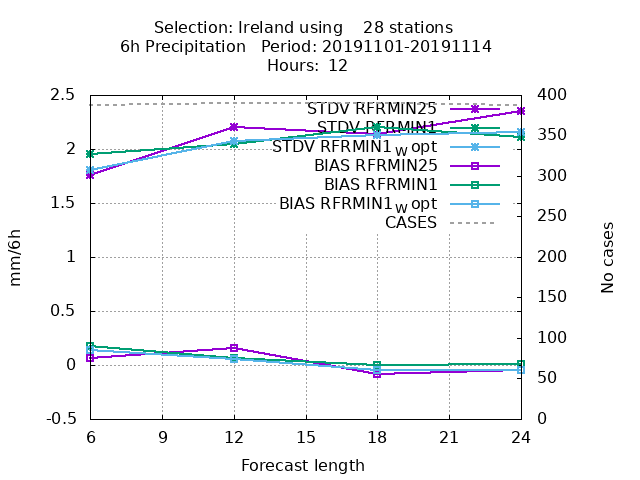 Selection: Ireland using 28 stations
6h Precipitation Period: 20191101-20191114
Hours: 12
2.5
2
1.5
1
0.5
0
-0.5
mm/6h
400
350
300
250
200
150
100
50
0
No cases
STDV RFRMIN25
STDV RFRMIN1
STDV RFRMIN1w opt
BIAS RFRMIN25
BIAS RFRMIN1
BIAS RFRMIN1w opt
CASES
6 9 12 15 18 21 24
Forecast length